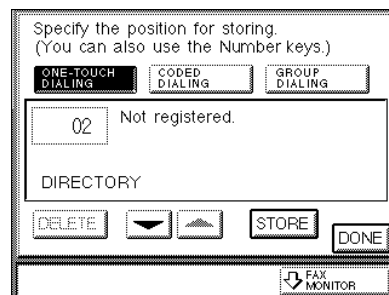 Specify the position for storing.
(You can also use the Number keys.)
ONE-TOUCH DIALING
CODED DIALING
GROUP DIALING
02 Not registered.
DIRECTORY
DELETE
STORE
DONE
FAX MONITOR